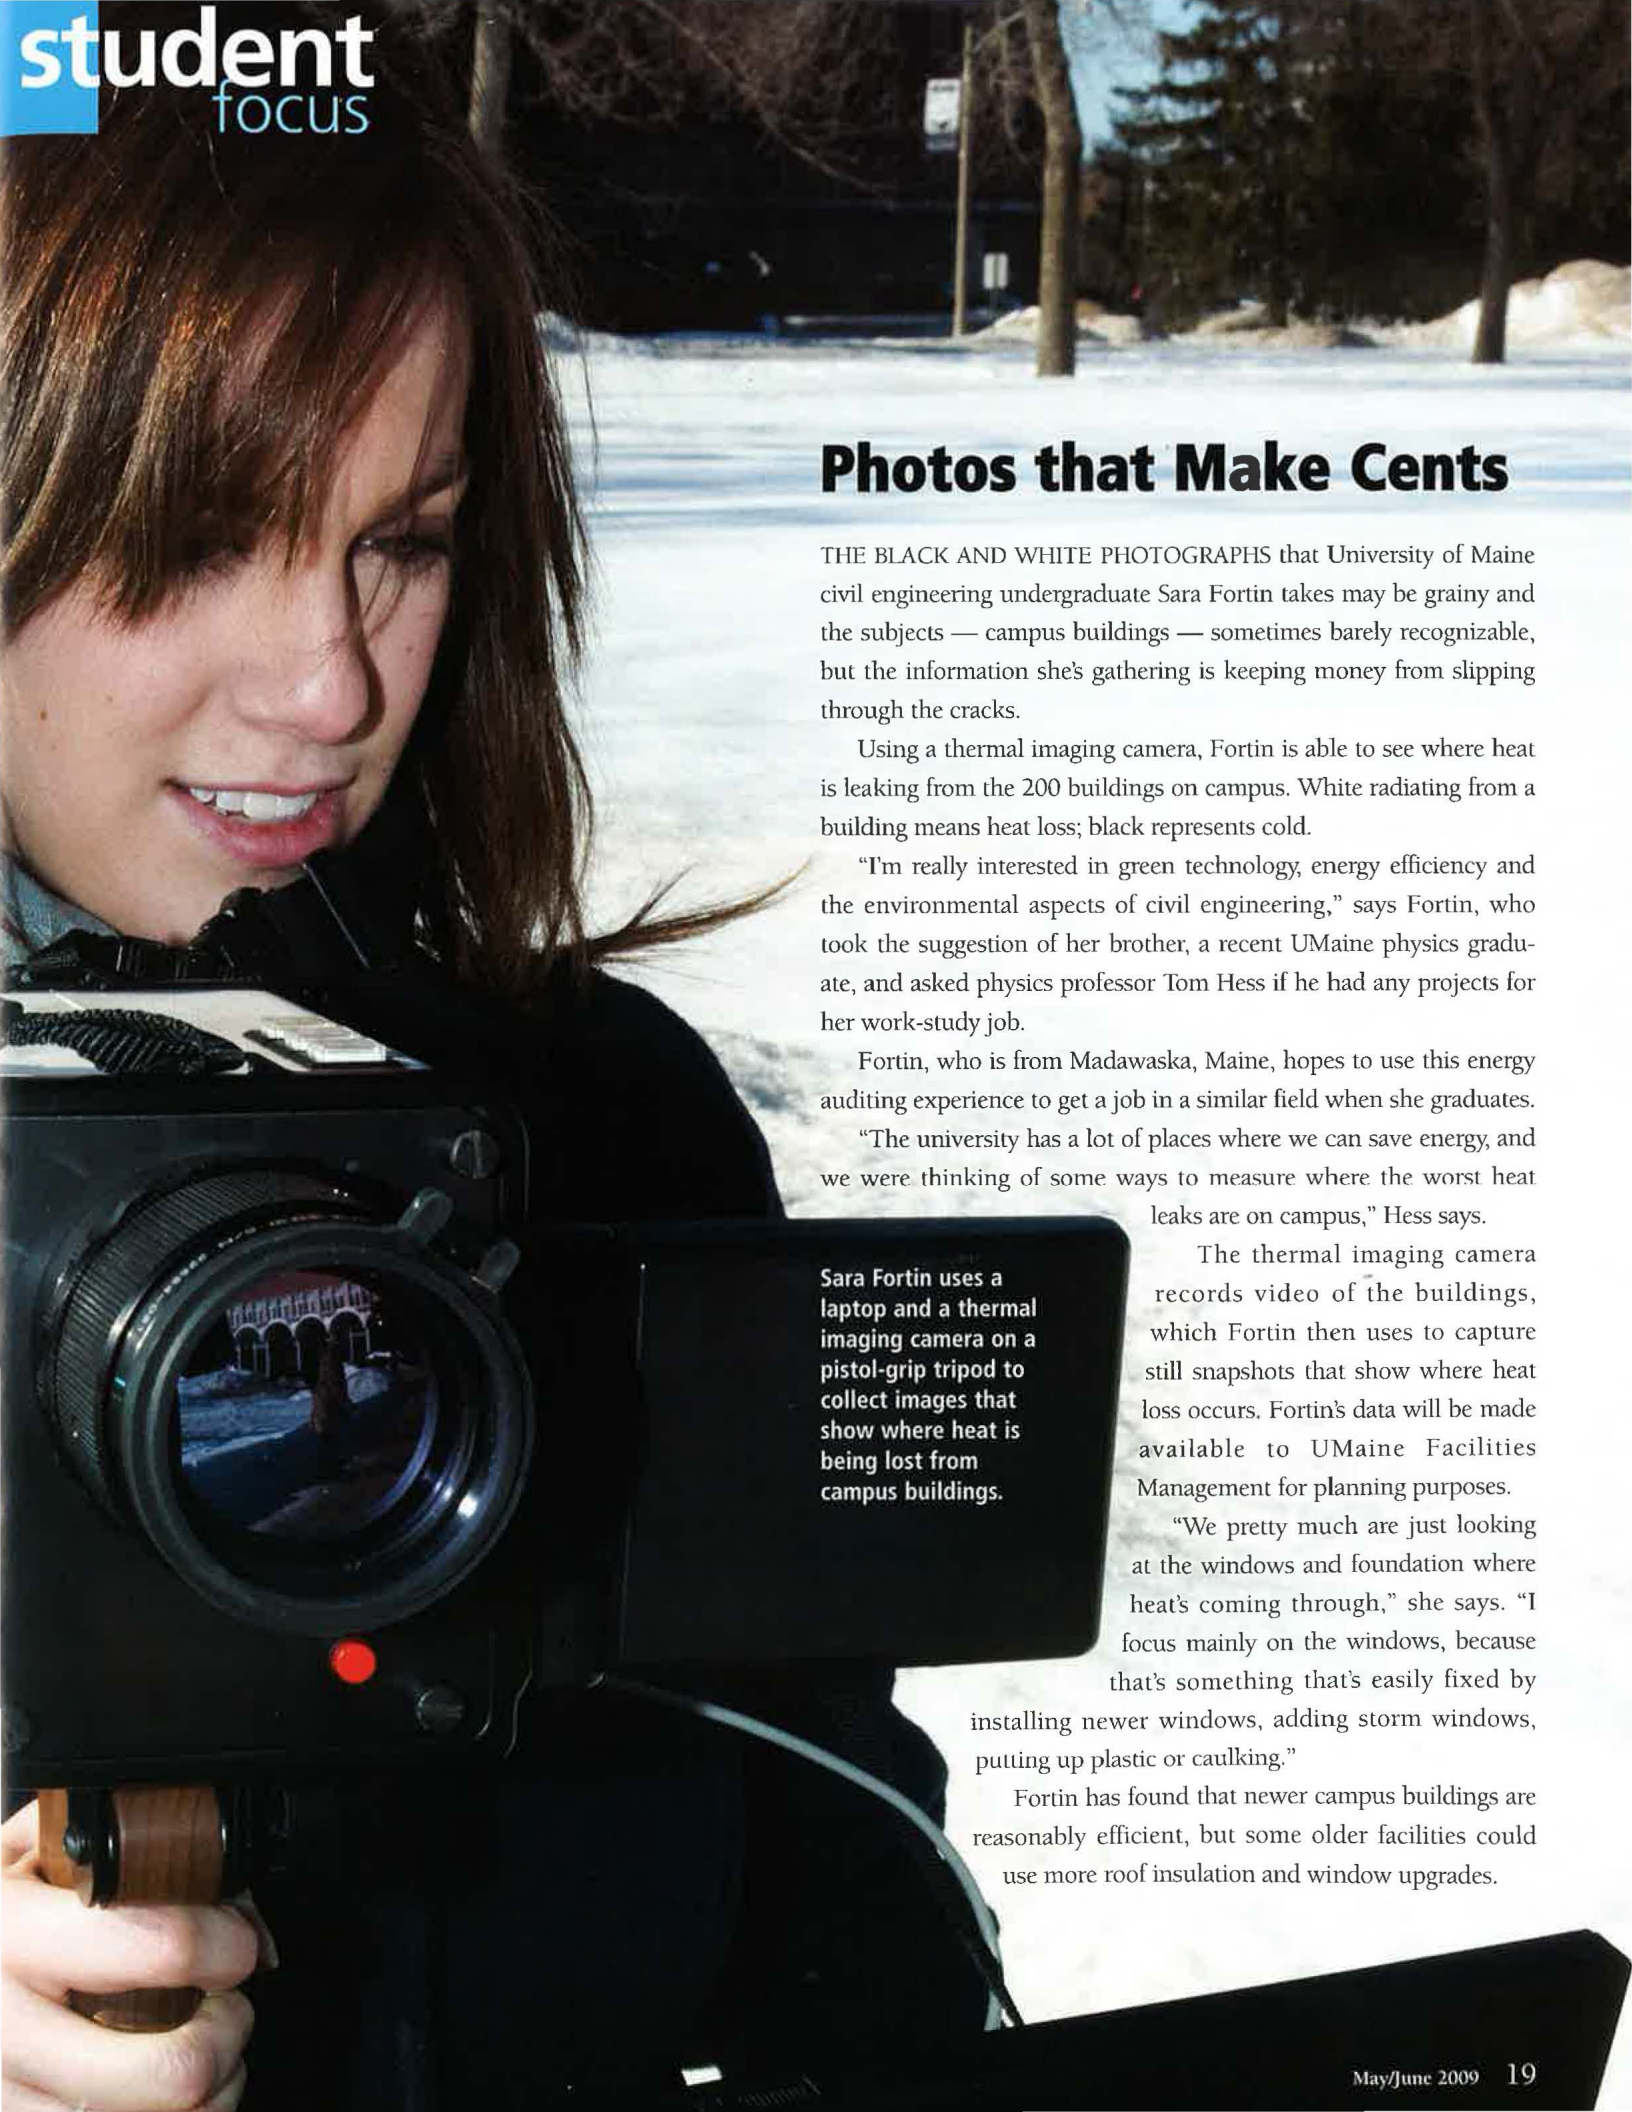 student
focus
Photos that Make Cents
THE BLACK AND WHITE PHOTOGRAPHS that University of Maine
civil engineering undergraduate Sara Fortin takes may be grainy and
the subjects — campus buildings — sometimes barely recognizable,
but the information she's gathering is keeping money from slipping
through the cracks.
Using a thermal imaging camera, Fortin is able to see where heat
is leaking from the 200 buildings on campus. White radiating from a
building means heat loss; black represents cold.
“I'm really interested in green technology, energy efficiency and
the environmental aspects of civil engineering,” says Fortin, who
took the suggestion of her brother, a recent UMaine physics gradu-
ate, and asked physics professor Tom Hess if he had any projects for
her work-study job.
Fortin, who is from Madawaska, Maine, hopes to use this energy
auditing experience to get a job in a similar field when she graduates.
“The university has a lot of places where we can save energy, and
we were thinking of some ways to measure where the worst heat
leaks are on campus,” Hess says.
The thermal imaging camera
records video of the buildings,
which Fortin then uses to capture
still snapshots that show where heat
loss occurs. Fortin's data will be made
available to UMaine Facilities
Management for planning purposes.
“We pretty much are just looking
at the windows and foundation where
heat's coming through,” she says. “I
focus mainly on the windows, because
that's something that's easily fixed by
installing newer windows, adding storm windows,
putting up plastic or caulking.”
Fortin has found that newer campus buildings are
reasonably efficient, but some older facilities could
use more roof insulation and window upgrades.
Sara Fortin uses a
laptop and a thermal
imaging camera on a
pistol-grip tripod to
collect images that
show where heat is
being lost from
campus buildings.
May/June 2009 19